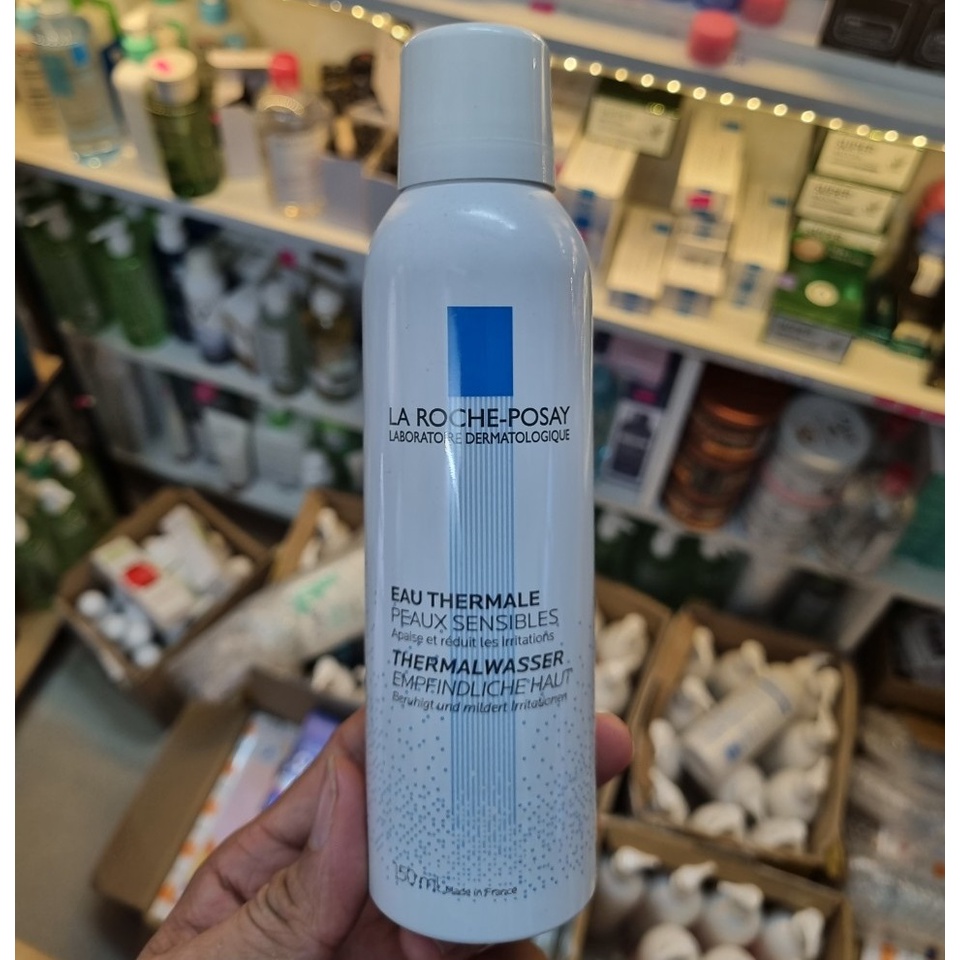 LA ROCHE-POSAY
LABORATOIRE DERMATOLOGIQUE
EAU THERMALE
PEAUX SENSIBLES
Apaise et réduit les irritations
THERMALWASSER
EMPFINDLICHE HAUT
Beruhigt und mildert Irritationen
150 ml Made in France